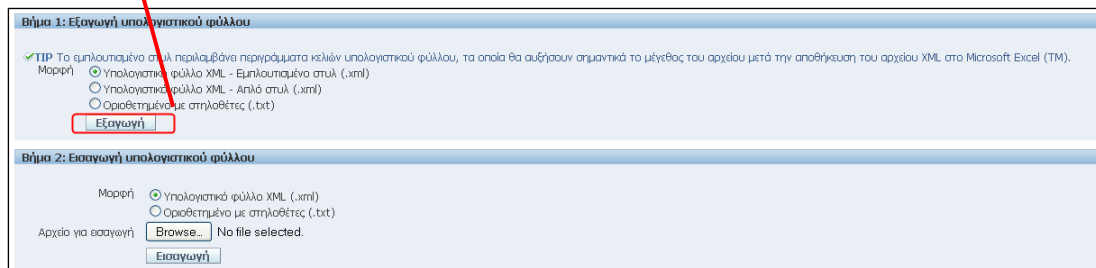 Βήμα 1: Εξαγωγή υπολογιστικού φύλλου
TIP Το εμπλουτισμένο στυλ περιλαμβάνει περιγράμματα κελιών υπολογιστικού φύλλου, τα οποία θα αυξήσουν σημαντικά το μέγεθος του αρχείου μετά την αποθήκευση του αρχείου XML στο Microsoft Excel (TM).
Μορφή Υπολογιστικό φύλλο XML - Εμπλουτισμένο στυλ (.xml)
Υπολογιστικό φύλλο XML - Απλό στυλ (.xml)
Οριοθετημένο με στηλοθέτες (.txt)
Εξαγωγή
Βήμα 2: Εισαγωγή υπολογιστικού φύλλου
Μορφή Υπολογιστικό φύλλο XML (.xml)
Οριοθετημένο με στηλοθέτες (.txt)
Αρχείο για εισαγωγή Browse... No file selected.
Εισαγωγή